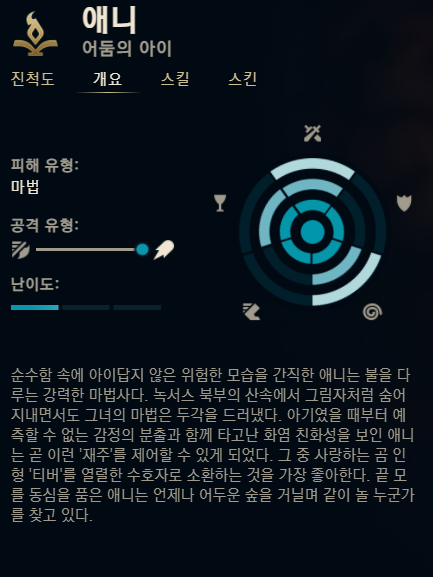 애니
어둠의 아이
진척도 개요 스킬 스킨
피해 유형:
마법
공격 유형:
난이도:
순수함 속에 아이답지 않은 위험한 모습을 간직한 애니는 불을 다
루는 강력한 마법사다. 녹서스 북부의 산속에서 그림자처럼 숨어
지내면서도 그녀의 마법은 두각을 드러냈다. 아기였을 때부터 예
측할 수 없는 감정의 분출과 함께 타고난 화염 친화성을 보인 애니
는 곧 이런 '재주'를 제어할 수 있게 되었다. 그 중 사랑하는 곰 인
형 '티버'를 열렬한 수호자로 소환하는 것을 가장 좋아한다. 끝 모
를 동심을 품은 애니는 언제나 어두운 숲을 거닐며 같이 놀 누군가
를 찾고 있다.